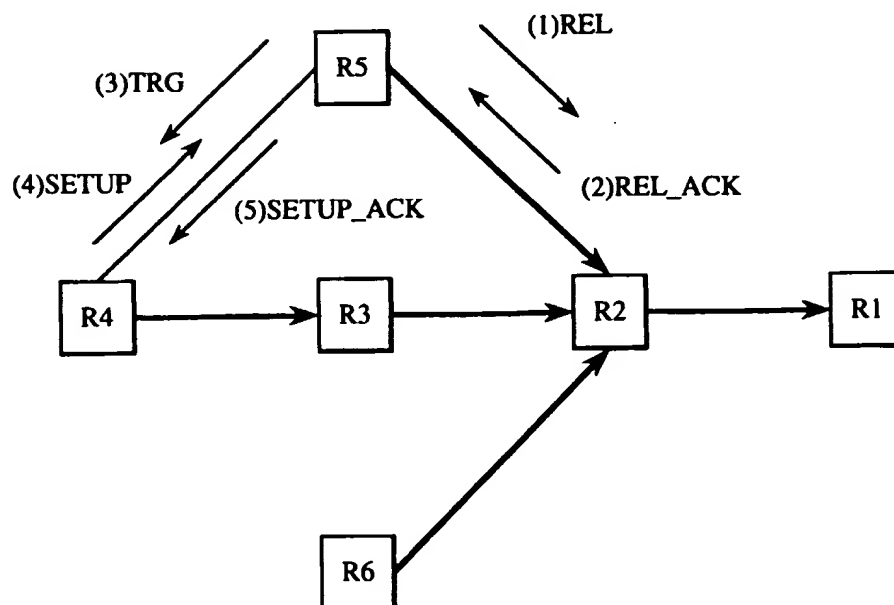 (1)REL
R5
(3)TRG
(4)SETUP
(2)REL_ACK
(5)SETUP_ACK
R4
R3
R2
R1
R6